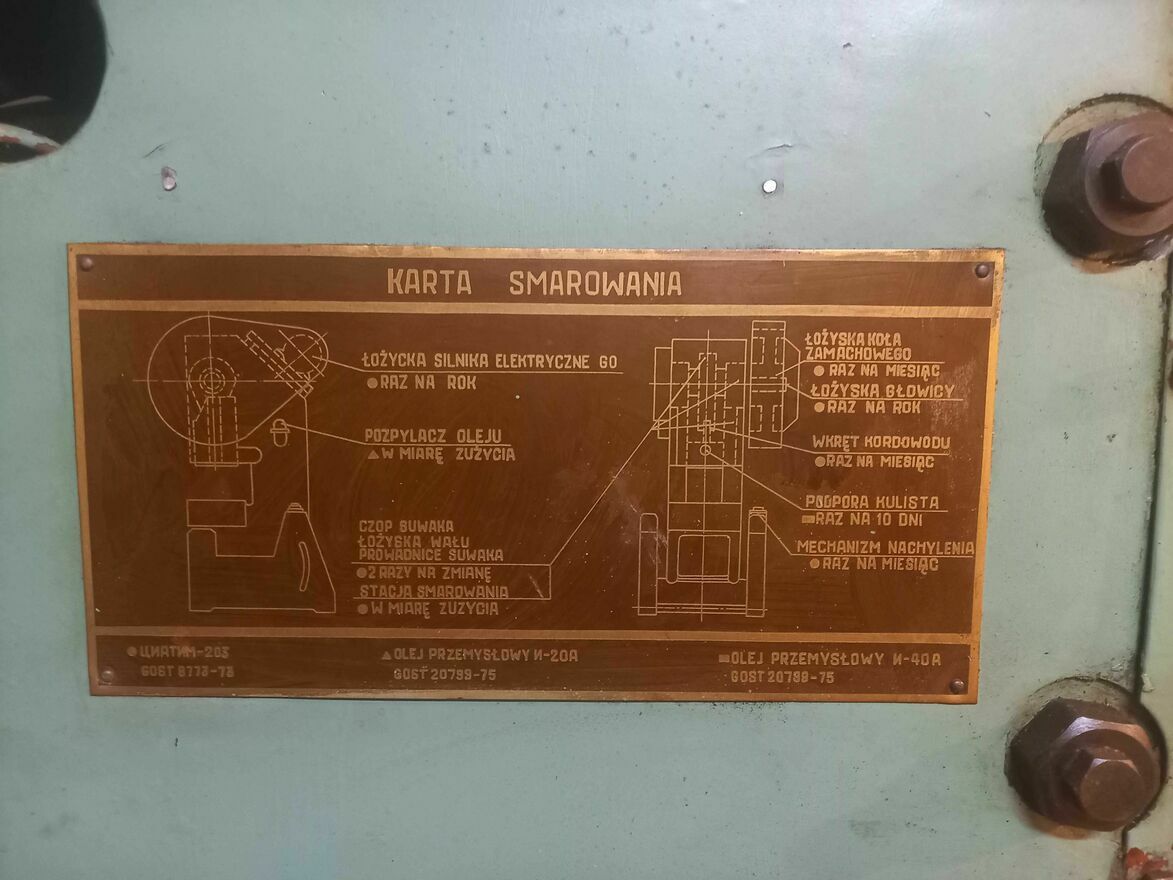 KARTA SMAROWANIA
ŁOŻYCKA SILNIKA ELEKTRYCZNE GO
● RAZ NA ROK
POZPYLACZ OLEJU
▲ W MIARĘ ZUŻYCIA
CZOP SUWAKA
ŁOŻYSKA WAŁU
PROWADNICE SUWAKA
● 2 RAZY NA ZMIANĘ
STACJA SMAROWANIA
● W MIARĘ ZUŻYCIA
ŁOŻYSKA KOŁA
ZAMACHOWEGO
● RAZ NA MIESIĄC
ŁOŻYSKA GŁOWICY
● RAZ NA ROK
WKRĘT KORDOWODU
● RAZ NA MIESIĄC
PODPORA KULISTA
■ RAZ NA 10 DNI
MECHANIZM NACHYLENIA
● RAZ NA MIESIĄC
● ЦИАТИМ-203
GOST 8773-73
▲ OLEJ PRZEMYSŁOWY И-20A
GOST 20799-75
■ OLEJ PRZEMYSŁOWY И-40A
GOST 20799-75